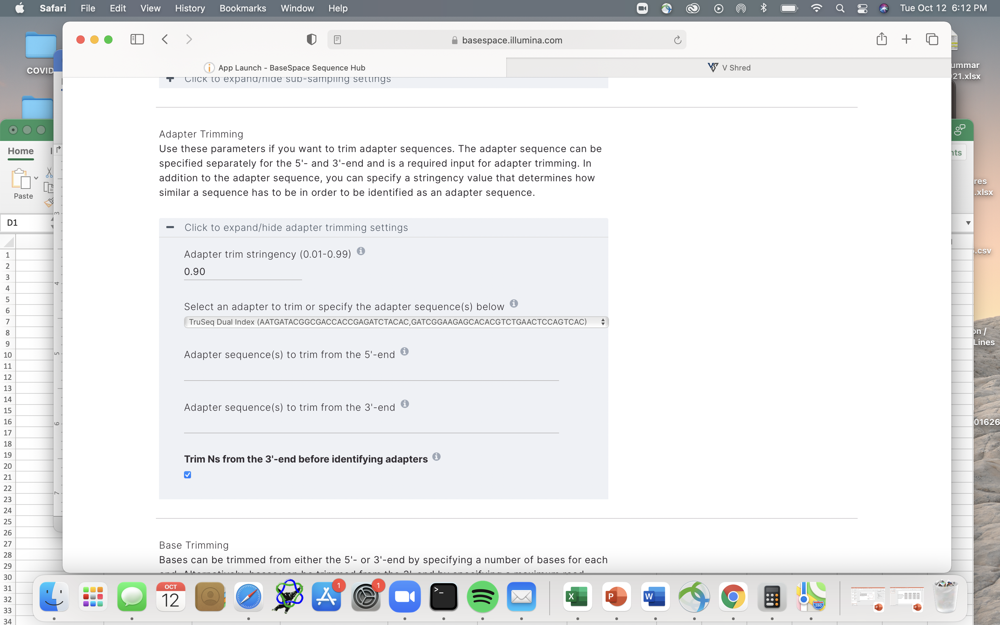 Safari File Edit View History Bookmarks Window Help Tue Oct 12 6:12 PM
basespace.illumina.com
App Launch - BaseSpace Sequence Hub
V Shred
COVID
Click to expand/hide sub-sampling settings
21.xlsx
Adapter Trimming
Use these parameters if you want to trim adapter sequences. The adapter sequence can be
specified separately for the 5'- and 3'-end and is a required input for adapter trimming. In
addition to the adapter sequence, you can specify a stringency value that determines how
similar a sequence has to be in order to be identified as an adapter sequence.
Home
Paste
D1
.xlsx
.csv
Lines
01626
Click to expand/hide adapter trimming settings
Adapter trim stringency (0.01-0.99)
0.90
Select an adapter to trim or specify the adapter sequence(s) below
TruSeq Dual Index (AATGATACGGCGACCACCGAGATCTACAC,GATCGGAAGAGCACACGTCTGAACTCCAGTCAC)
Adapter sequence(s) to trim from the 5'-end
Adapter sequence(s) to trim from the 3'-end
Trim Ns from the 3'-end before identifying adapters
Base Trimming
Bases can be trimmed from either the 5'- or 3'-end by specifying a number of bases for each
1
2
3
4
5
6
7
8
9
10
11
12
13
14
15
16
17
18
19
20
21
22
23
24
25
26
27
28
29
30
31
32
33
34
3
4
5
6
7
OCT
12
1
1
X
P
W
280